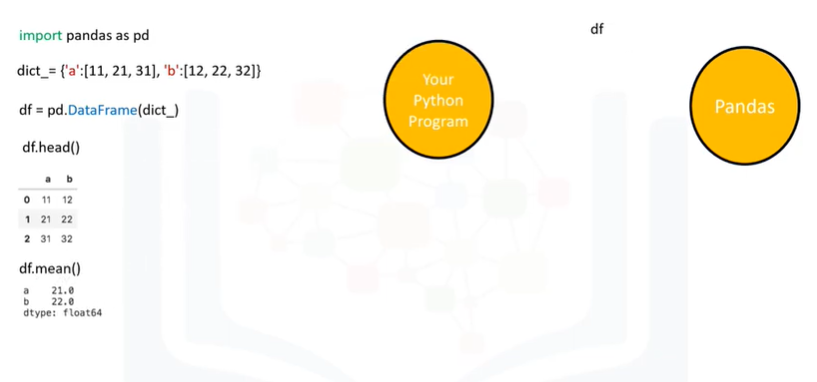 import pandas as pd
dict_= {'a':[11, 21, 31], 'b':[12, 22, 32]}
df = pd.DataFrame(dict_)
df.head()
a b
0 11 12
1 21 22
2 31 32
df.mean()
a 21.0
b 22.0
dtype: float64
Your
Python
Program
df
Pandas